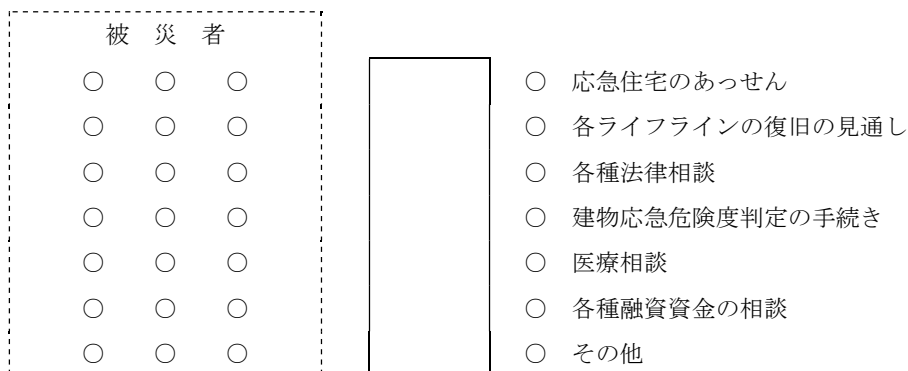 被 災 者
○ ○ ○ ○ 応急住宅のあっせん
○ ○ ○ ○ 各ライフラインの復旧の見通し
○ ○ ○ ○ 各種法律相談
○ ○ ○ ○ 建物応急危険度判定の手続き
○ ○ ○ ○ 医療相談
○ ○ ○ ○ 各種融資資金の相談
○ ○ ○ ○ その他